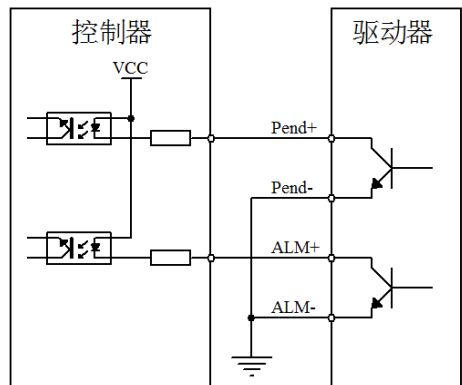 控制器
驱动器
VCC
Pend+
Pend-
ALM+
ALM-